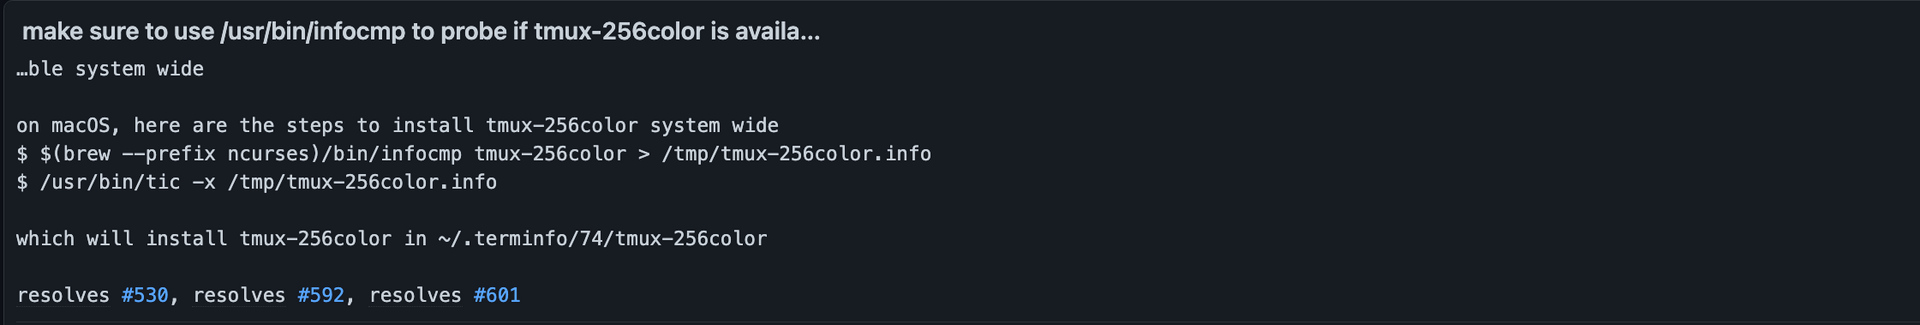 make sure to use /usr/bin/infocmp to probe if tmux-256color is availa...
…ble system wide
on macOS, here are the steps to install tmux-256color system wide
$ $(brew --prefix ncurses)/bin/infocmp tmux-256color > /tmp/tmux-256color.info
$ /usr/bin/tic -x /tmp/tmux-256color.info
which will install tmux-256color in ~/.terminfo/74/tmux-256color
resolves #530, resolves #592, resolves #601